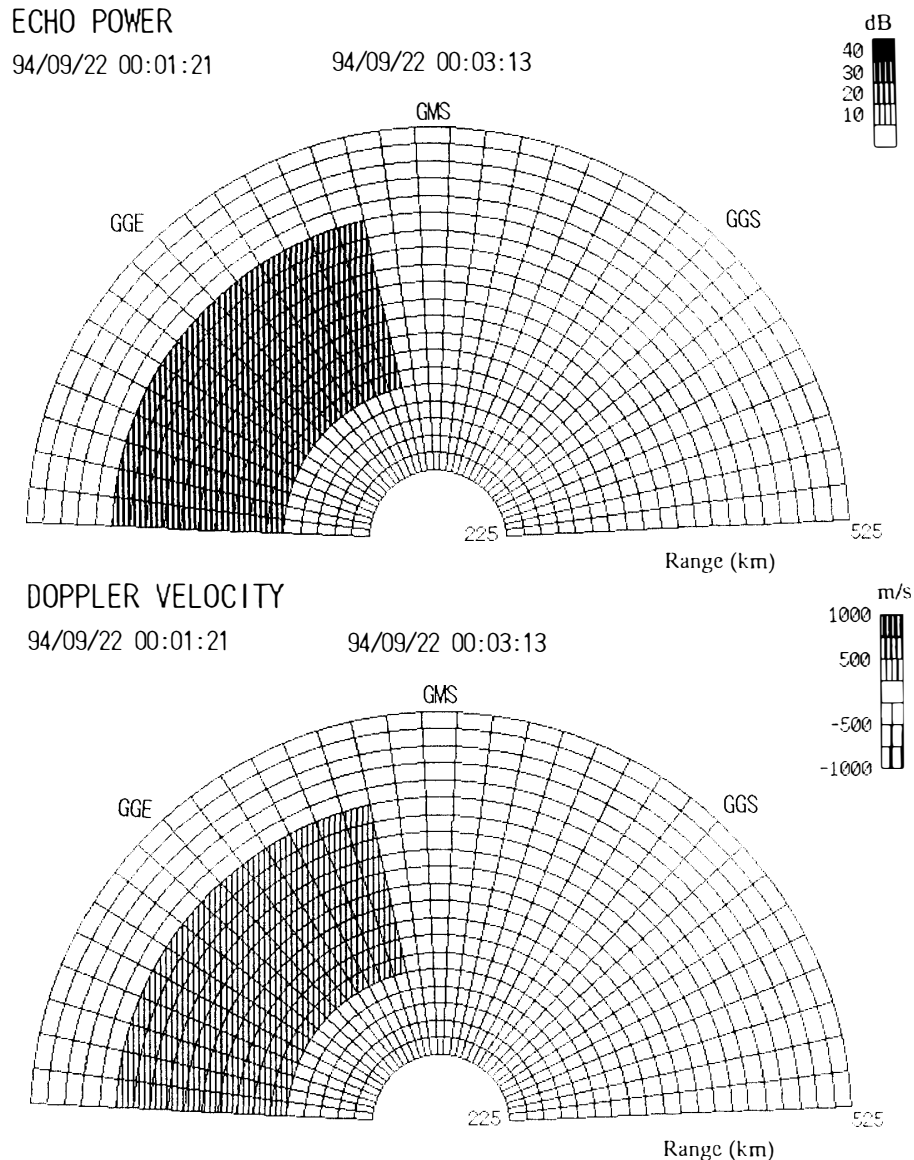 ECHO POWER
94/09/22 00:01:21 94/09/22 00:03:13
dB
40
30
20
10
GMS
GGE
GGS
225
525
Range (km)
DOPPLER VELOCITY
94/09/22 00:01:21 94/09/22 00:03:13
m/s
1000
500
-500
-1000
GMS
GGE
GGS
225
525
Range (km)